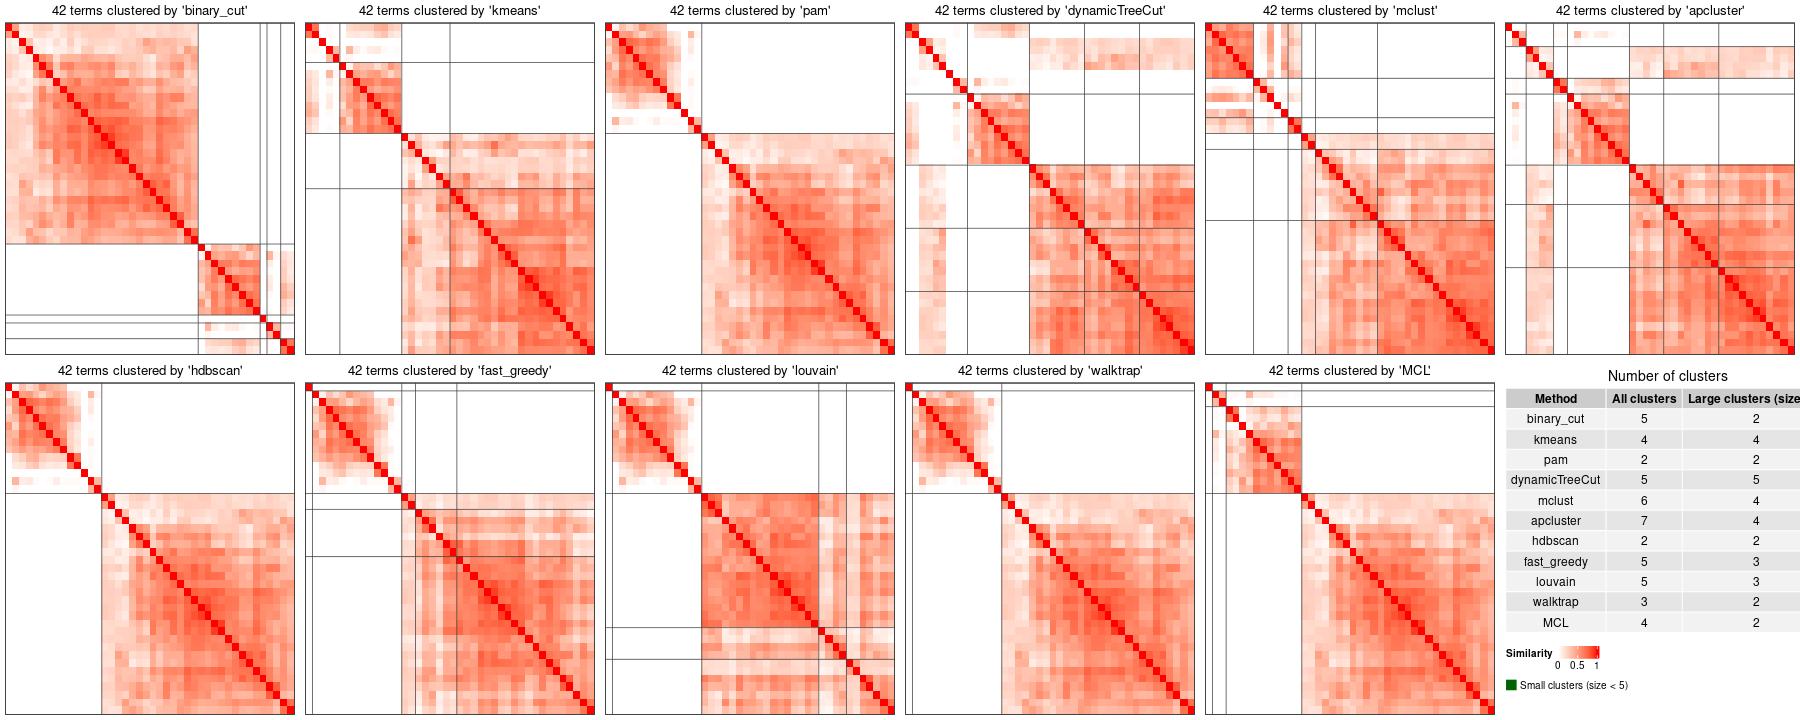 42 terms clustered by 'binary_cut'
42 terms clustered by 'kmeans'
42 terms clustered by 'pam'
42 terms clustered by 'dynamicTreeCut'
42 terms clustered by 'mclust'
42 terms clustered by 'apcluster'
42 terms clustered by 'hdbscan'
42 terms clustered by 'fast_greedy'
42 terms clustered by 'louvain'
42 terms clustered by 'walktrap'
42 terms clustered by 'MCL'
Number of clusters
Method All clusters Large clusters (size
binary_cut 5 2
kmeans 4 4
pam 2 2
dynamicTreeCut 5 5
mclust 6 4
apcluster 7 4
hdbscan 2 2
fast_greedy 5 3
louvain 5 3
walktrap 3 2
MCL 4 2
Similarity
0 0.5 1
Small clusters (size < 5)